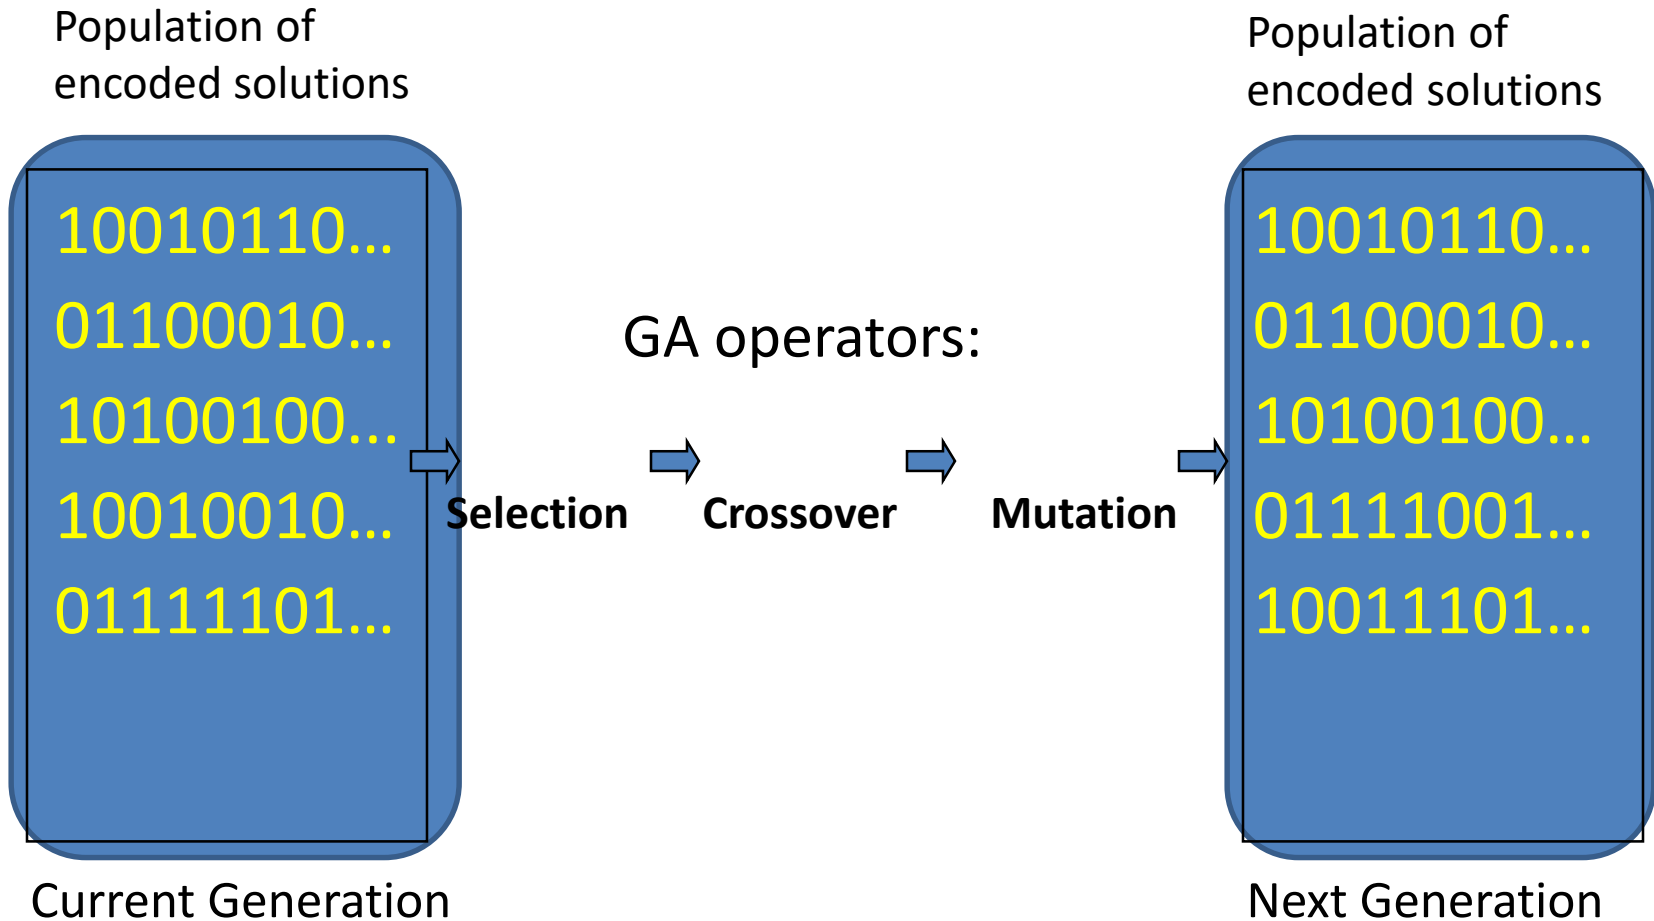 Population of
encoded solutions
10010110...
01100010...
10100100...
10010010...
01111101...
Current Generation
GA operators:
Selection
Crossover
Mutation
Population of
encoded solutions
10010110...
01100010...
10100100...
01111001...
10011101...
Next Generation